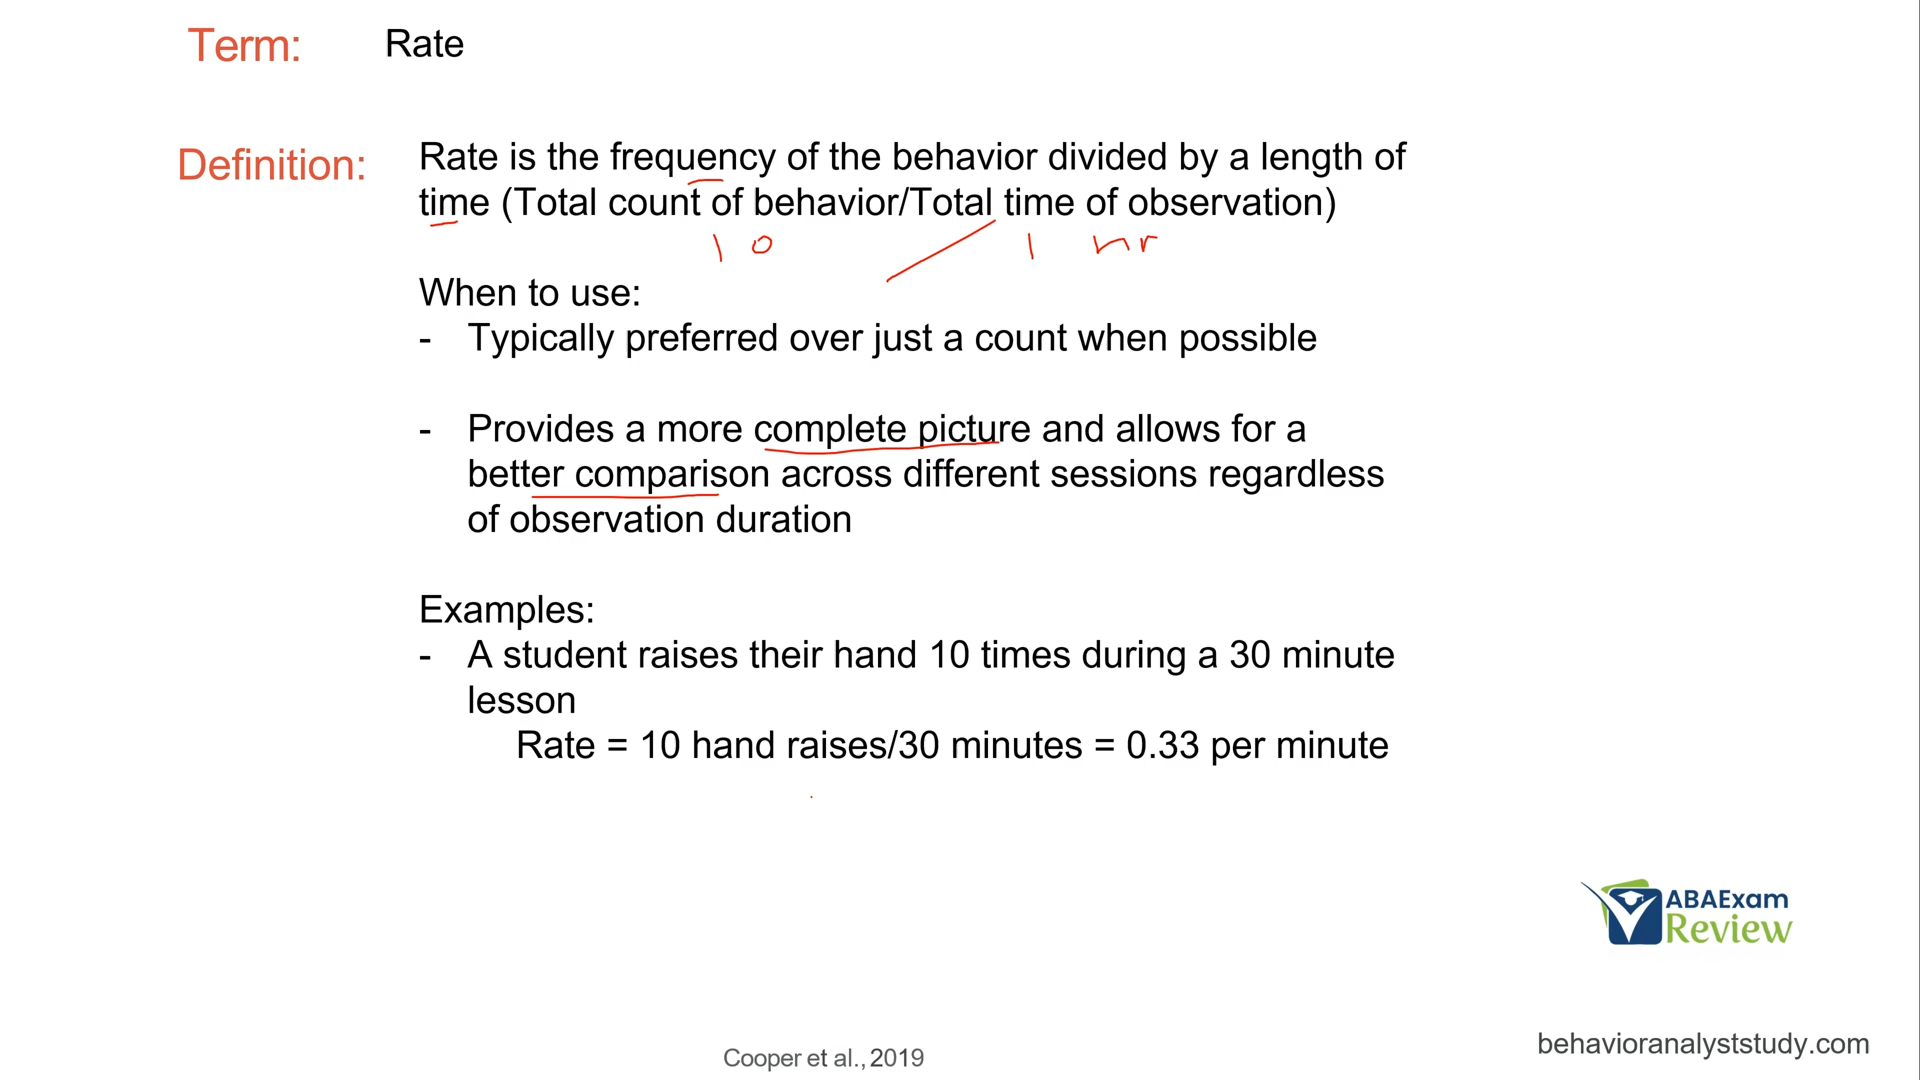 Term: Rate
Definition: Rate is the frequency of the behavior divided by a length of
time (Total count of behavior/Total time of observation)
10 / 1 hr
When to use:
- Typically preferred over just a count when possible
- Provides a more complete picture and allows for a
better comparison across different sessions regardless
of observation duration
Examples:
- A student raises their hand 10 times during a 30 minute
lesson
Rate = 10 hand raises/30 minutes = 0.33 per minute
ABAExam
Review
Cooper et al., 2019
behavioranalyststudy.com